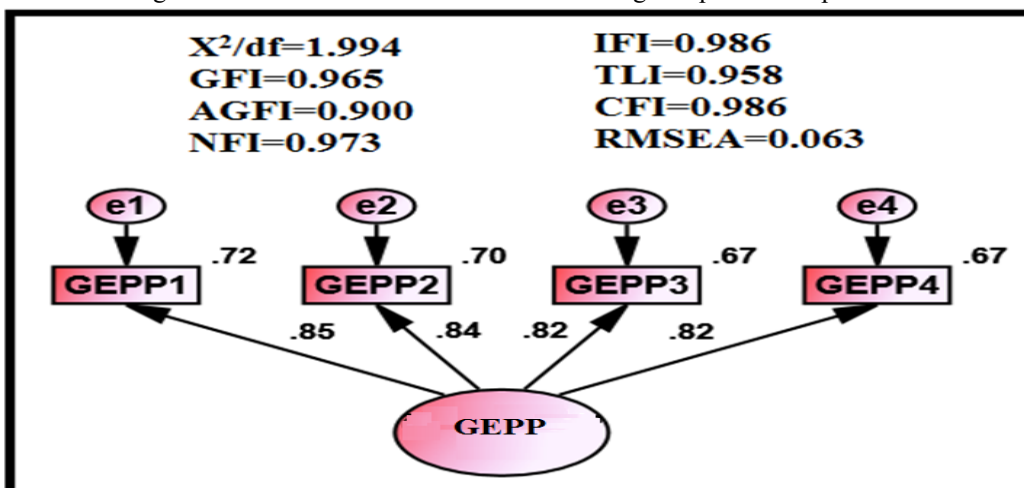 X²/df=1.994
GFI=0.965
AGFI=0.900
NFI=0.973
IFI=0.986
TLI=0.958
CFI=0.986
RMSEA=0.063
e1 e2 e3 e4
.72 .70 .67 .67
GEPP1 GEPP2 GEPP3 GEPP4
.85 .84 .82 .82
GEPP